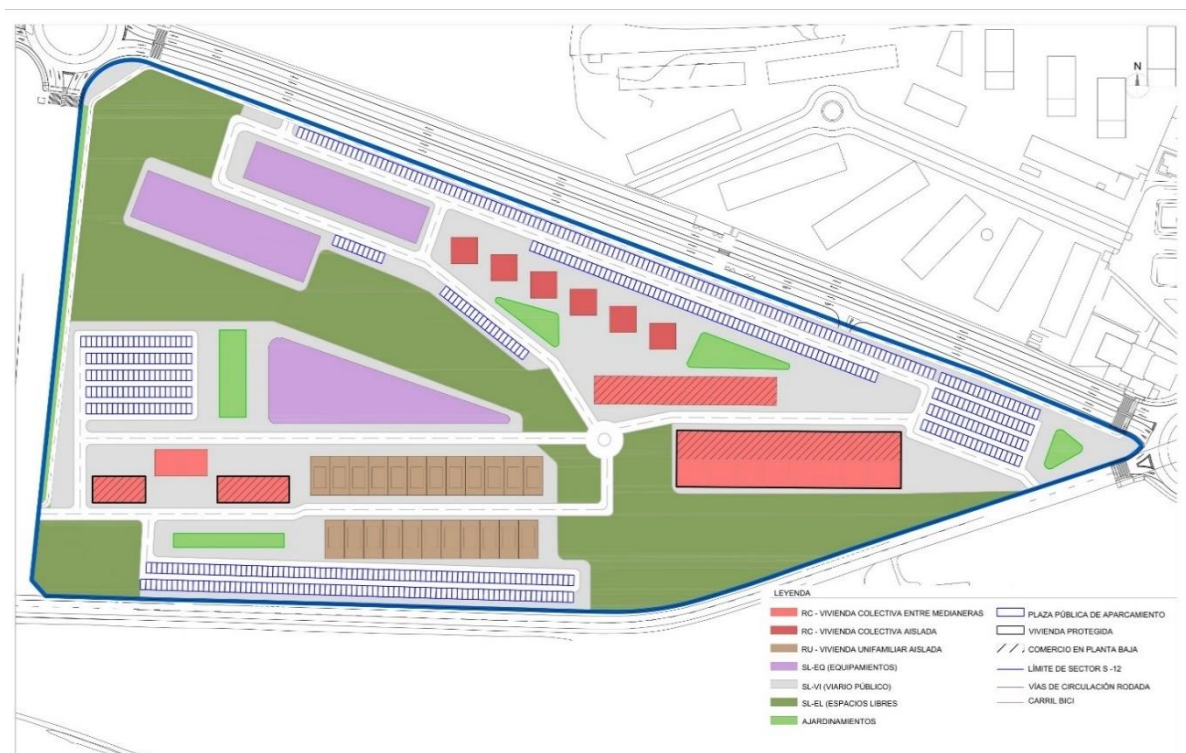 N
LEYENDA
RC - VIVIENDA COLECTIVA ENTRE MEDIANERAS
RC - VIVIENDA COLECTIVA AISLADA
RU - VIVIENDA UNIFAMILIAR AISLADA
SL-EQ (EQUIPAMIENTOS)
SL-VI (VIARIO PÚBLICO)
SL-EL (ESPACIOS LIBRES
AJARDINAMIENTOS
PLAZA PÚBLICA DE APARCAMIENTO
VIVIENDA PROTEGIDA
COMERCIO EN PLANTA BAJA
LÍMITE DE SECTOR S -12
VÍAS DE CIRCULACIÓN RODADA
CARRIL BICI